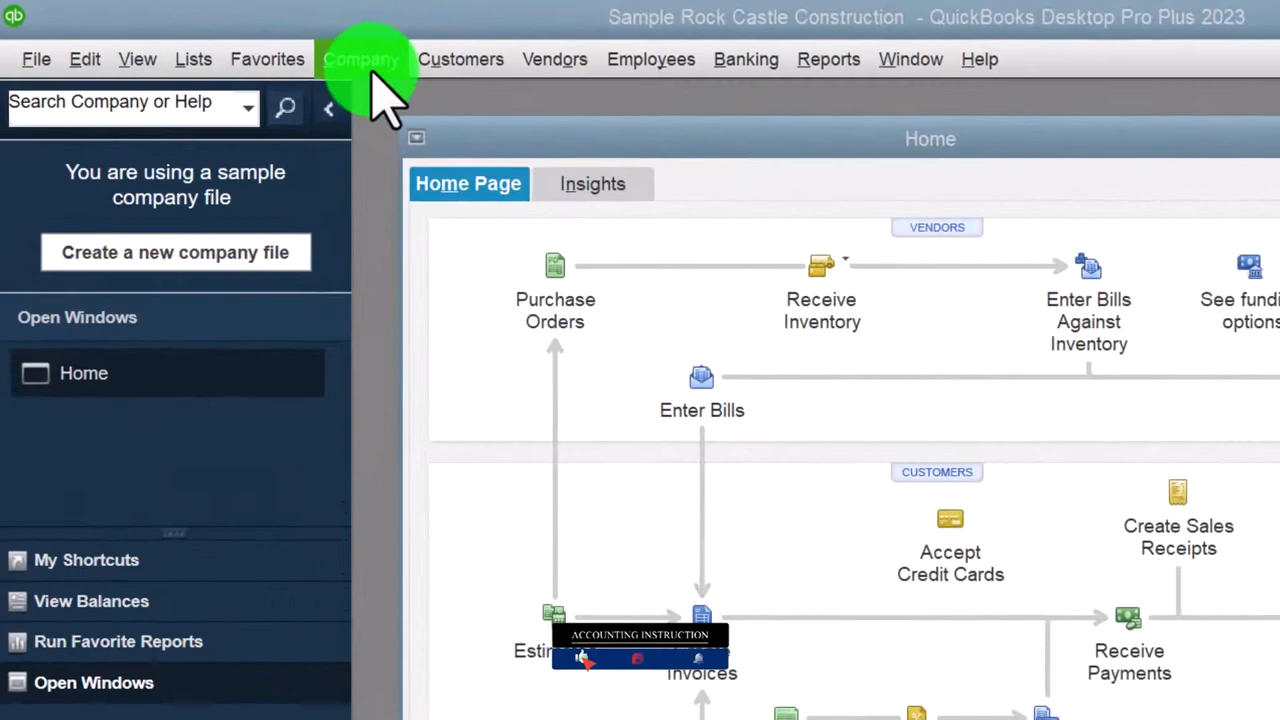 qb
Sample Rock Castle Construction - QuickBooks Desktop Pro Plus 2023
File Edit View Lists Favorites Company Customers Vendors Employees Banking Reports Window Help
Search Company or Help
Home
You are using a sample
company file
Home Page Insights
VENDORS
Create a new company file
Purchase
Orders
Receive
Inventory
Enter Bills
Against
Inventory
See fundi
options
Open Windows
Home
Enter Bills
CUSTOMERS
Create Sales
Receipts
Accept
Credit Cards
My Shortcuts
View Balances
Run Favorite Reports
Open Windows
ACCOUNTING INSTRUCTION
Invoices
Receive
Payments